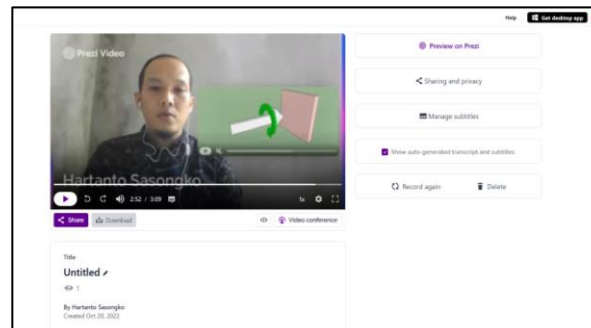 Help
Get desktop app
Prezi Video
Hartanto Sasongko
2:52 / 3:09
1x
Share
Download
Video conference
Title
Untitled
1
By Hartanto Sasongko
Created Oct 20, 2022
Preview on Prezi
Sharing and privacy
Manage subtitles
Show auto-generated transcript and subtitles
Record again
Delete